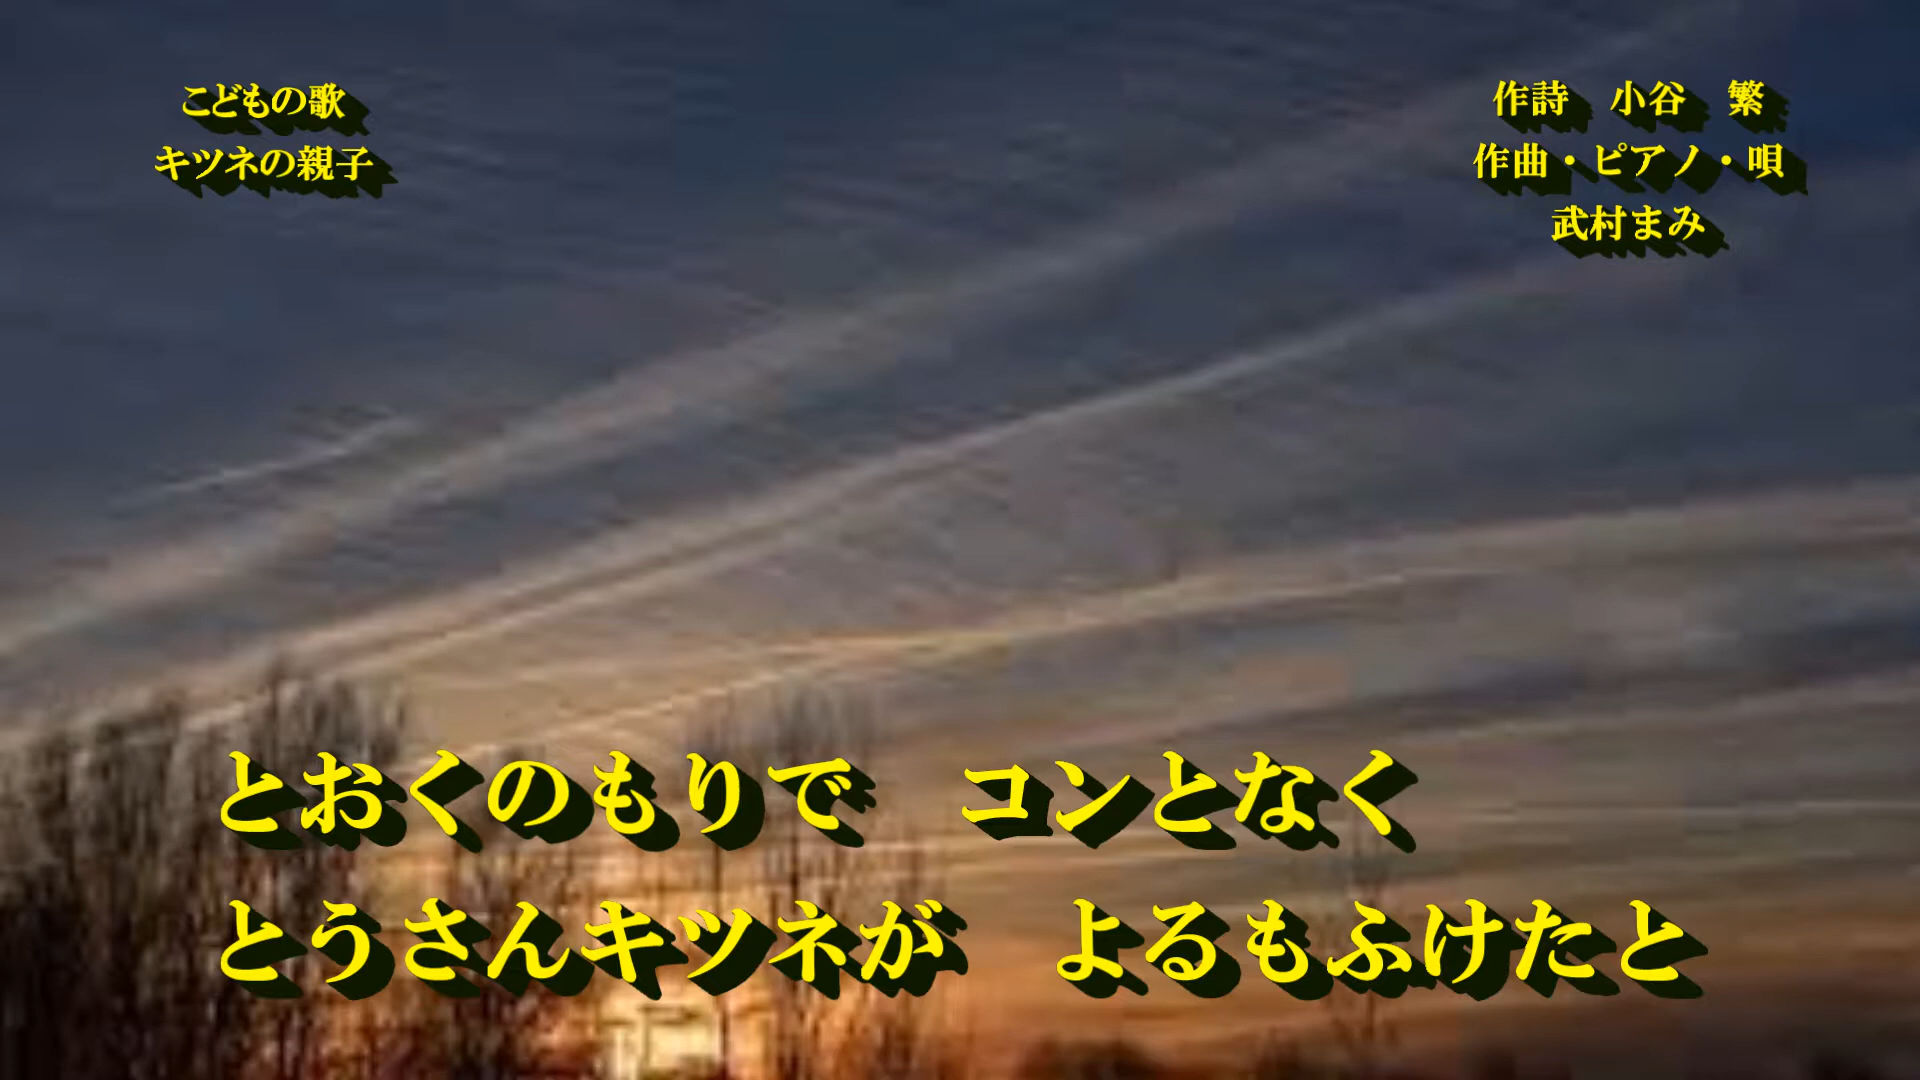 こどもの歌
キツネの親子
作詩　小谷　繁
作曲・ピアノ・唄
武村まみ
とおくのもりで　コンとなく
とうさんキツネが　よるもふけたと